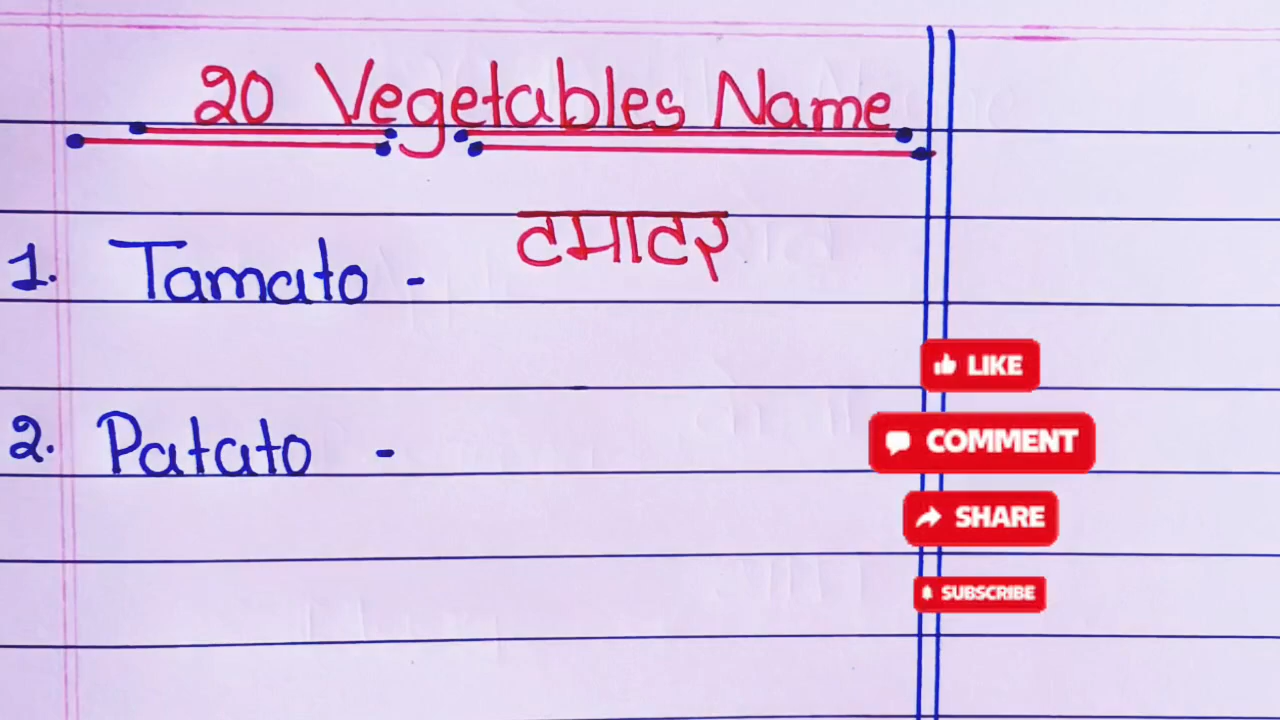 20 Vegetables Name
1. Tamato - टमाटर
2. Patato -
LIKE
COMMENT
SHARE
SUBSCRIBE